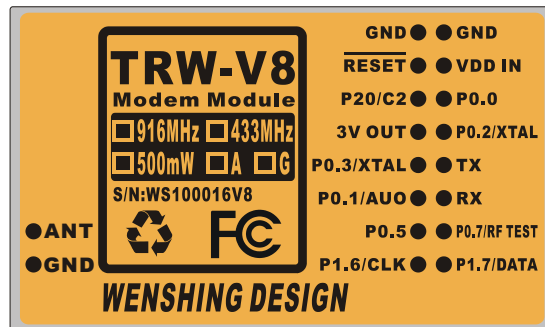 GND GND
RESET VDD IN
P20/C2 P0.0
3V OUT P0.2/XTAL
P0.3/XTAL TX
P0.1/AUO RX
P0.5 P0.7/RF TEST
P1.6/CLK P1.7/DATA
TRW-V8
Modem Module
916MHz 433MHz
500mW A G
S/N:WS100016V8
FC
ANT
GND
WENSHING DESIGN